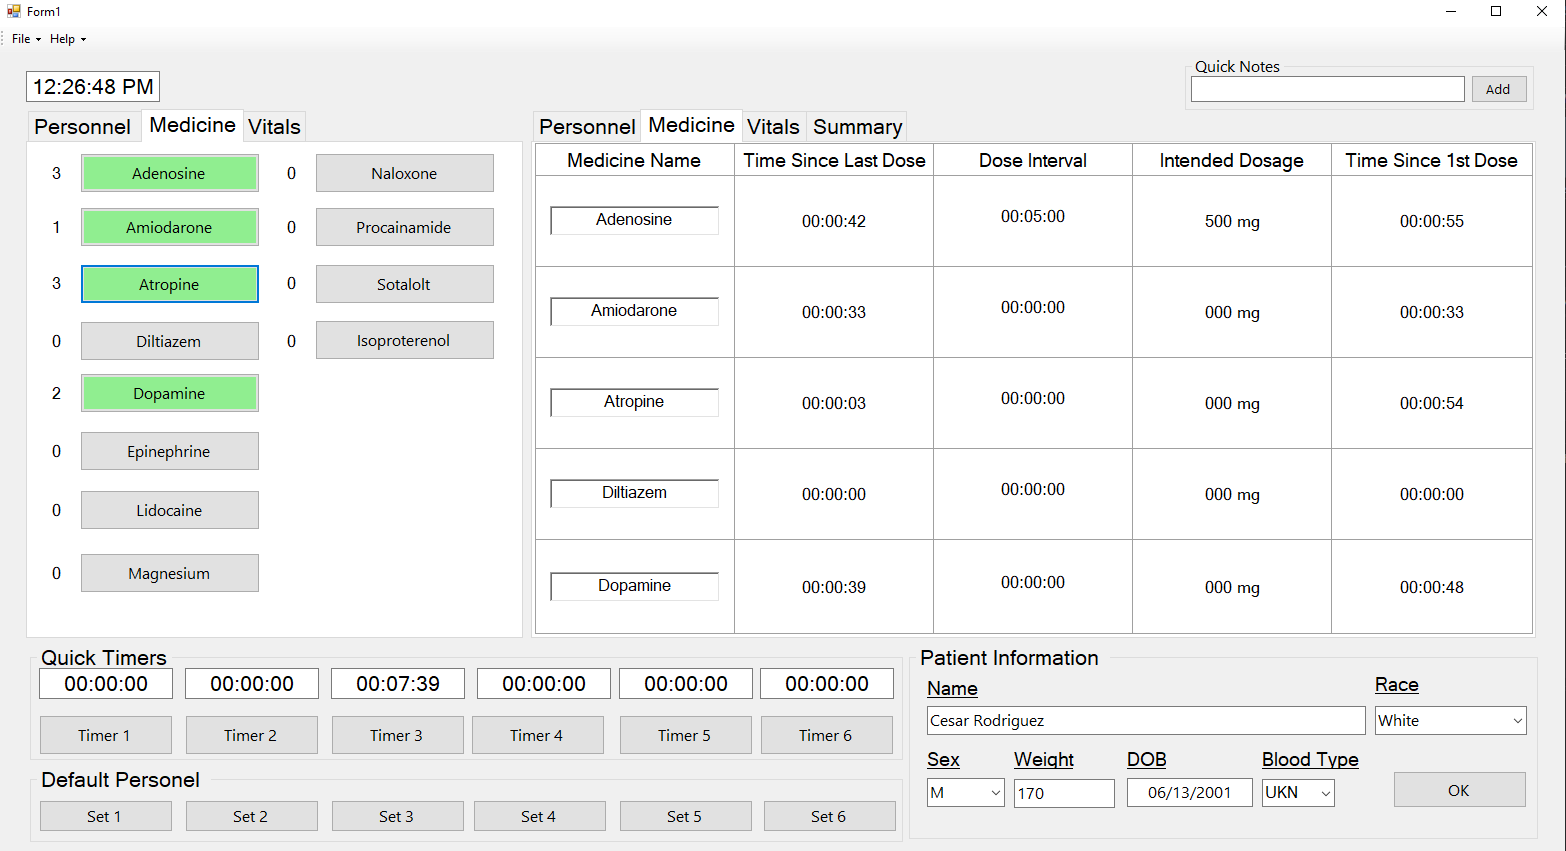 Form1
File Help
12:26:48 PM
Quick Notes
Add
Personnel Medicine Vitals
3 Adenosine 0 Naloxone
1 Amiodarone 0 Procainamide
3 Atropine 0 Sotalolt
0 Diltiazem 0 Isoproterenol
2 Dopamine
0 Epinephrine
0 Lidocaine
0 Magnesium
Personnel Medicine Vitals Summary
Medicine Name Time Since Last Dose Dose Interval Intended Dosage Time Since 1st Dose
Adenosine 00:00:42 00:05:00 500 mg 00:00:55
Amiodarone 00:00:33 00:00:00 000 mg 00:00:33
Atropine 00:00:03 00:00:00 000 mg 00:00:54
Diltiazem 00:00:00 00:00:00 000 mg 00:00:00
Dopamine 00:00:39 00:00:00 000 mg 00:00:48
Quick Timers
00:00:00 00:00:00 00:07:39 00:00:00 00:00:00 00:00:00
Timer 1 Timer 2 Timer 3 Timer 4 Timer 5 Timer 6
Default Personel
Set 1 Set 2 Set 3 Set 4 Set 5 Set 6
Patient Information
Name Race
Cesar Rodriguez White
Sex Weight DOB Blood Type
M 170 06/13/2001 UKN OK